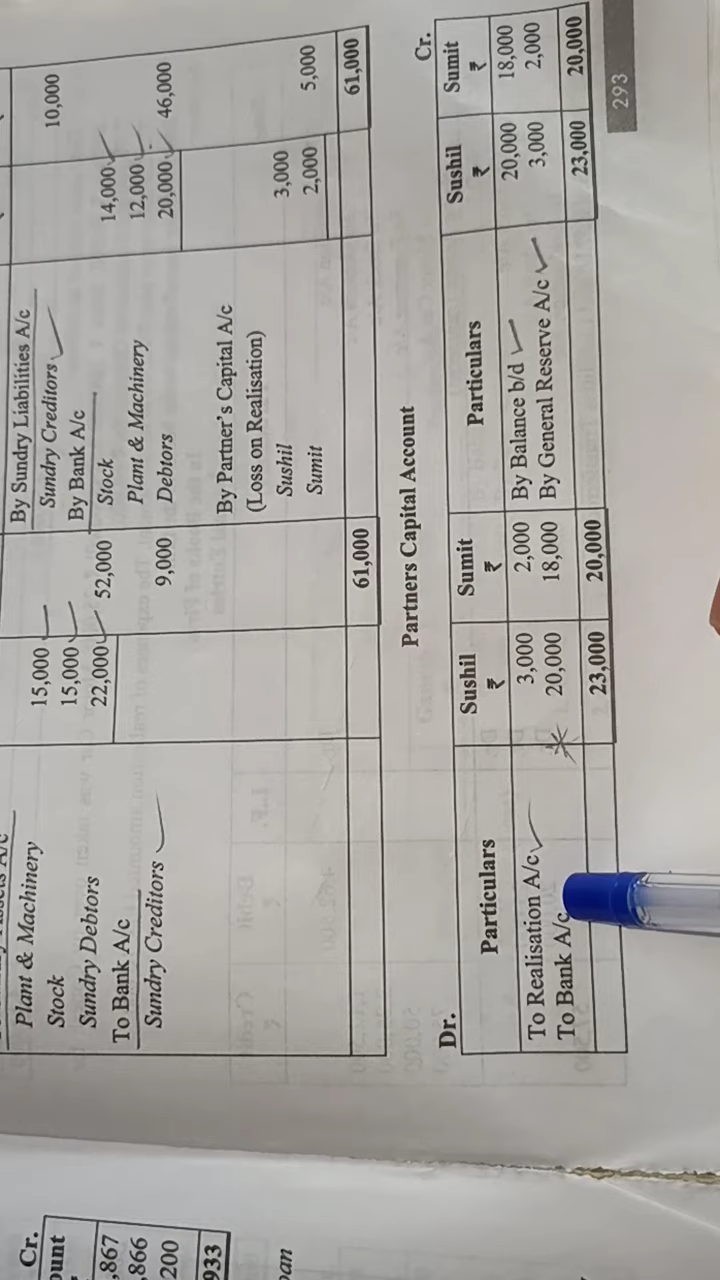 Plant & Machinery 15,000
Stock 15,000
Sundry Debtors 22,000 52,000
To Bank A/c
Sundry Creditors 9,000
61,000
By Sundry Liabilities A/c
Sundry Creditors 10,000
By Bank A/c
Stock 14,000
Plant & Machinery 12,000
Debtors 20,000 46,000
By Partner's Capital A/c
(Loss on Realisation)
Sushil 3,000
Sumit 2,000 5,000
61,000
Partners Capital Account
Dr. Cr.
Particulars Sushil Sumit Particulars Sushil Sumit
₹ ₹ ₹ ₹
To Realisation A/c 3,000 2,000 By Balance b/d 20,000 18,000
To Bank A/c 20,000 18,000 By General Reserve A/c 3,000 2,000
23,000 20,000 23,000 20,000
293
Cr.
,867
,866
200
933